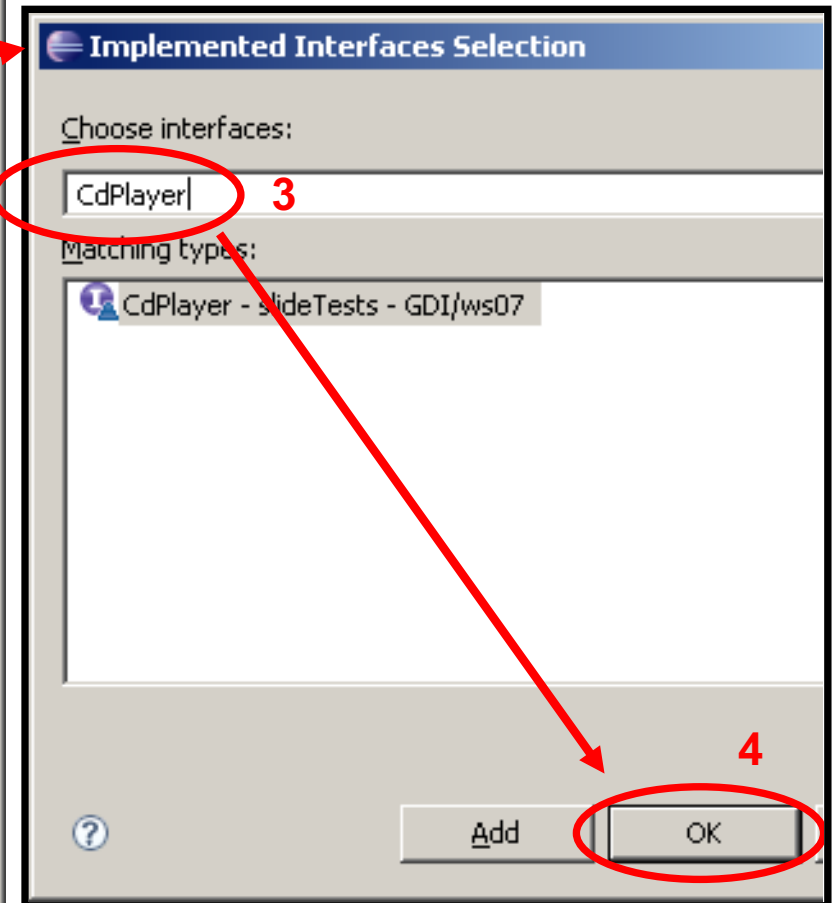 Implemented Interfaces Selection
Choose interfaces:
CdPlayer 3
Matching types:
CdPlayer - slideTests - GDI/ws07
4
? Add OK